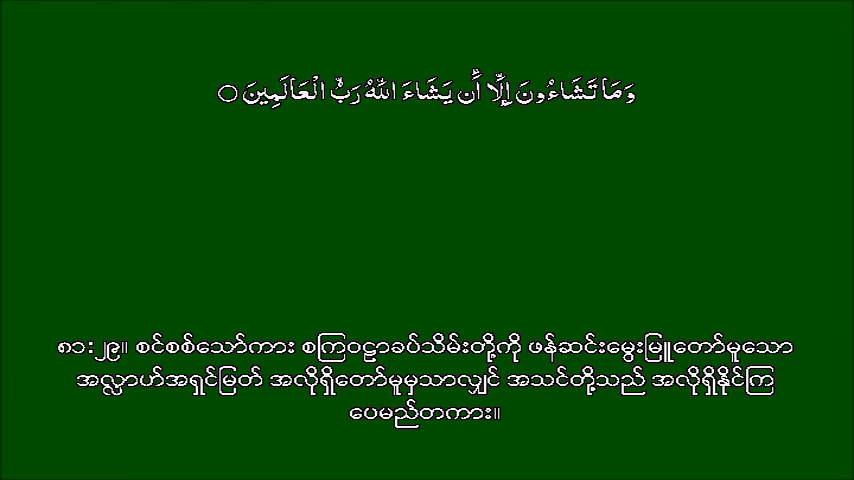 وَمَا تَشَاءُونَ إِلَّا أَن يَشَاءَ اللَّهُ رَبُّ الْعَالَمِينَ ۝
၈၁:၂၉။ စင်စစ်သော်ကား စကြဝဠာခပ်သိမ်းတို့ကို ဖန်ဆင်းမွေးမြူတော်မူသော
အလ္လာဟ်အရှင်မြတ် အလိုရှိတော်မူမှသာလျှင် အသင်တို့သည် အလိုရှိနိုင်ကြ
ပေမည်တကား။